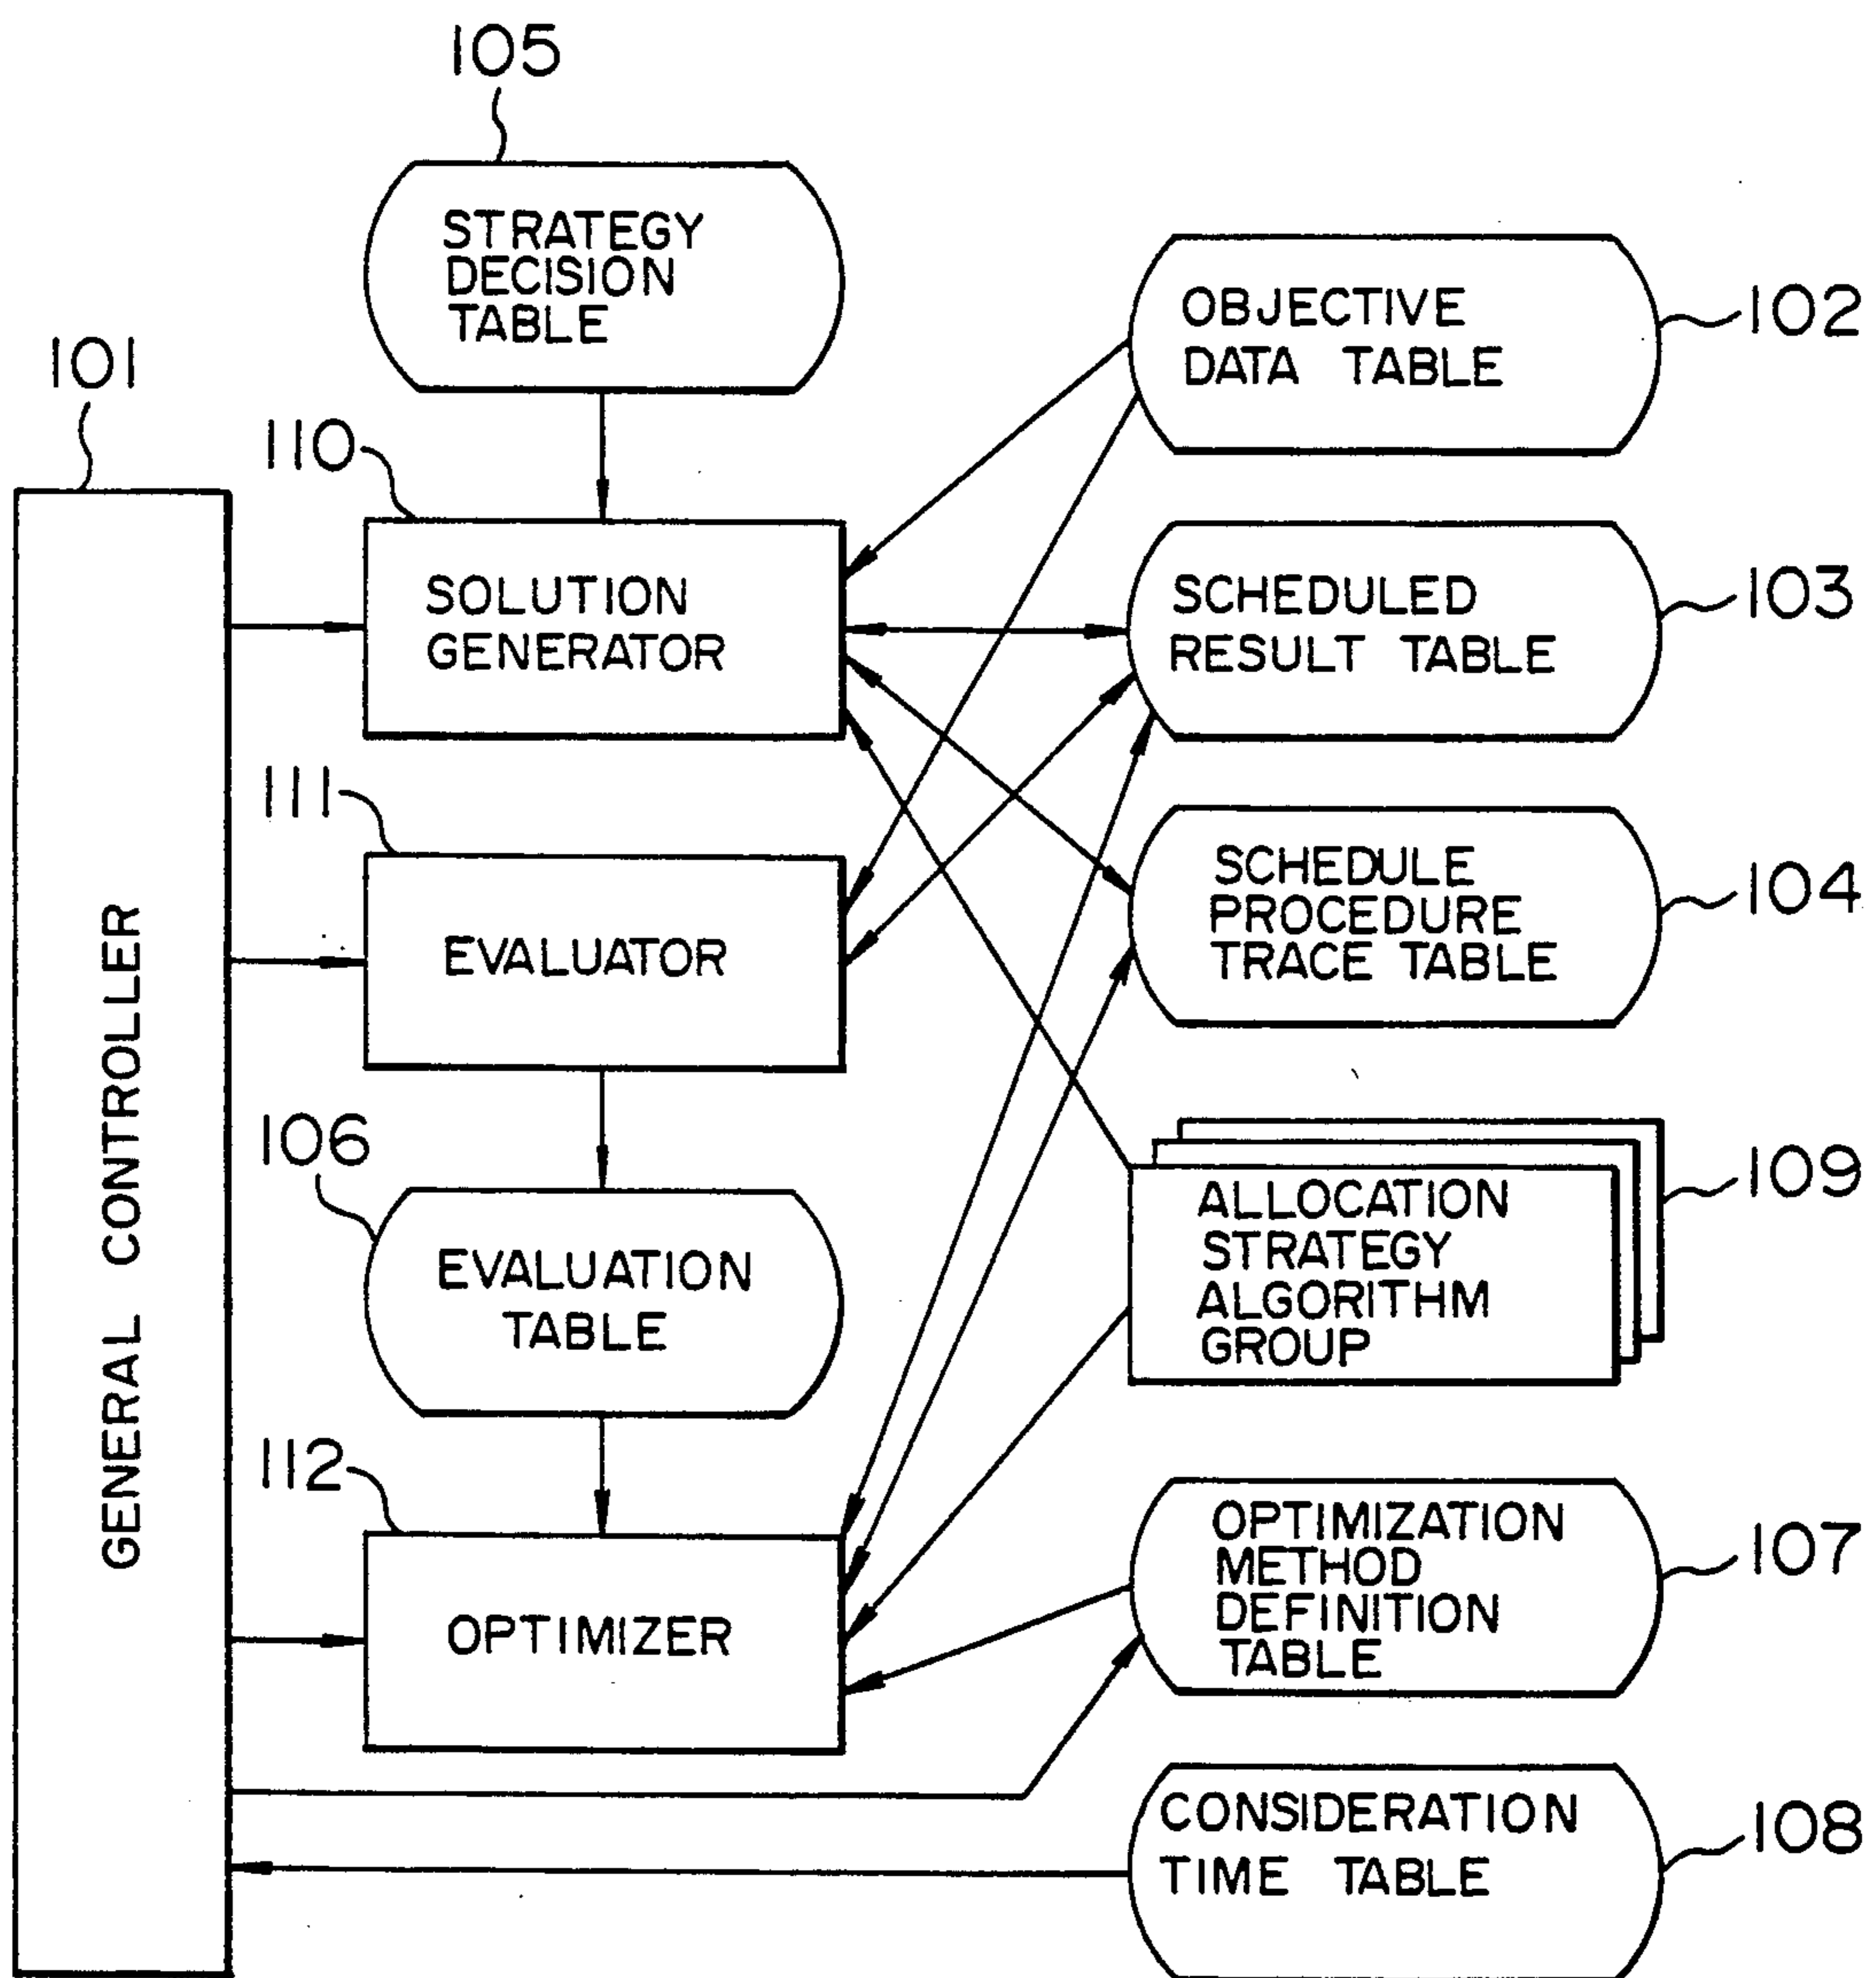 105
STRATEGY
DECISION
TABLE
OBJECTIVE
DATA TABLE
102
101
110
SOLUTION
GENERATOR
SCHEDULED
RESULT TABLE
103
111
EVALUATOR
SCHEDULE
PROCEDURE
TRACE TABLE
104
GENERAL CONTROLLER
106
EVALUATION
TABLE
ALLOCATION
STRATEGY
ALGORITHM
GROUP
109
112
OPTIMIZER
OPTIMIZATION
METHOD
DEFINITION
TABLE
107
CONSIDERATION
TIME TABLE
108